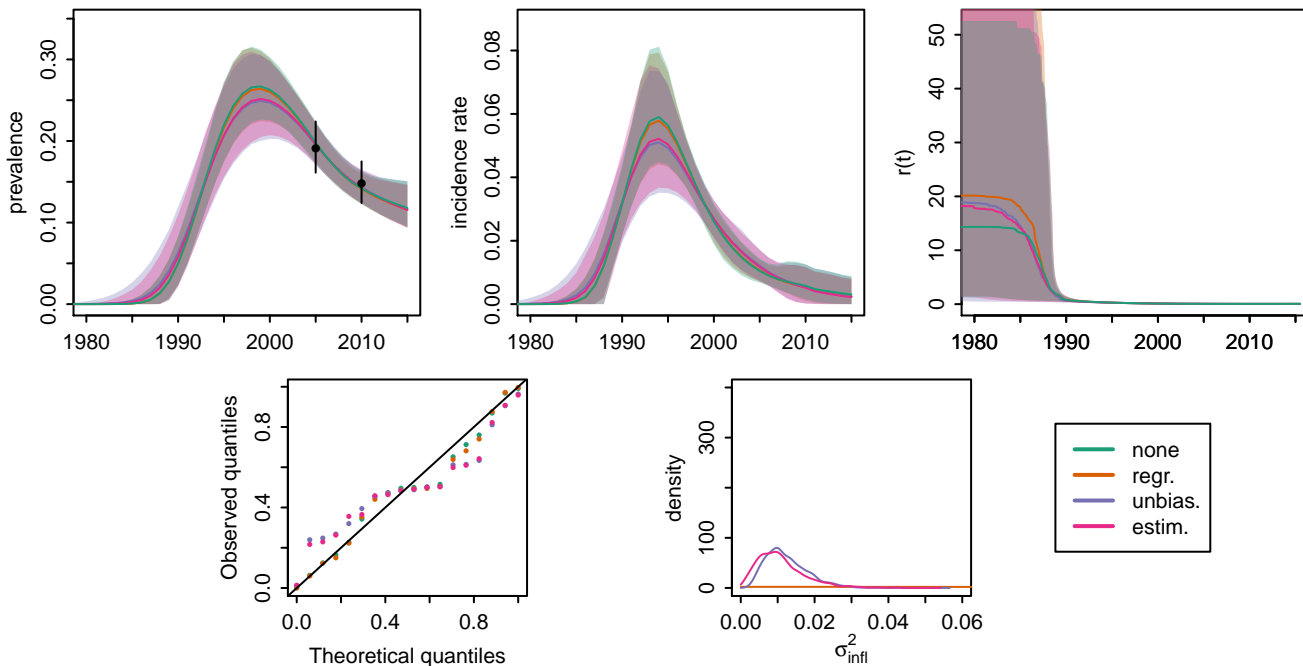 prevalence
0.00 0.10 0.20 0.30
1980 1990 2000 2010
incidence rate
0.00 0.02 0.04 0.06 0.08
1980 1990 2000 2010
r(t)
0 10 20 30 40 50
1980 1990 2000 2010
Observed quantiles
0.0 0.4 0.8
0.0 0.4 0.8
Theoretical quantiles
density
0 100 300
0.00 0.02 0.04 0.06
σ²infl
none
regr.
unbias.
estim.